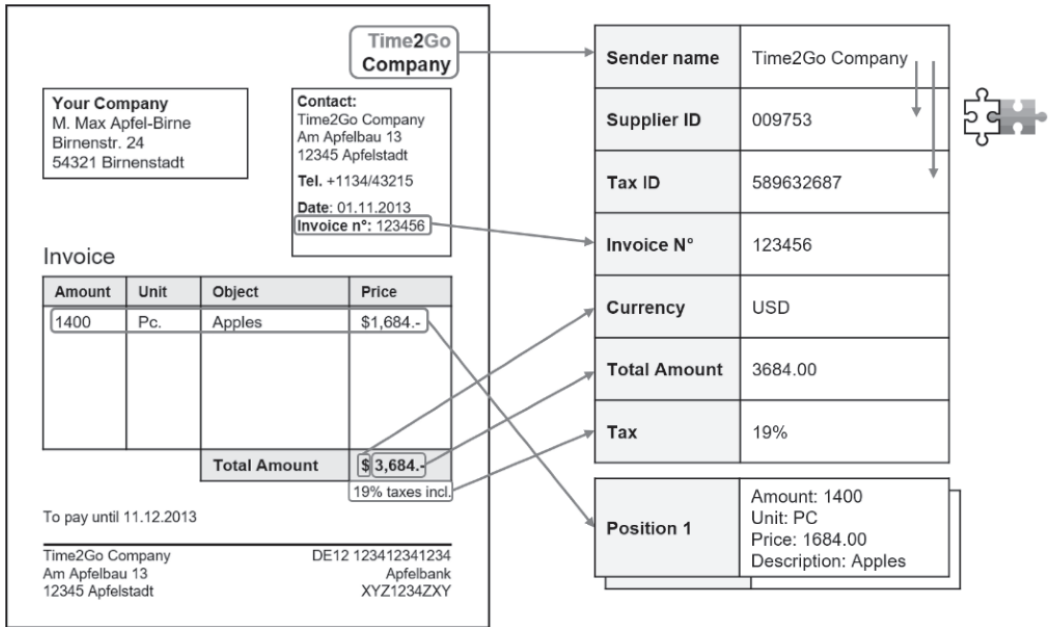 Time2Go
Company
Your Company
M. Max Apfel-Birne
Birnenstr. 24
54321 Birnenstadt
Contact:
Time2Go Company
Am Apfelbau 13
12345 Apfelstadt
Tel. +1134/43215
Date: 01.11.2013
Invoice n°: 123456
Invoice
Amount Unit Object Price
1400 Pc. Apples $1,684.-
Total Amount $ 3,684.-
19% taxes incl.
To pay until 11.12.2013
Time2Go Company DE12 123412341234
Am Apfelbau 13 Apfelbank
12345 Apfelstadt XYZ1234ZXY
Sender name Time2Go Company
Supplier ID 009753
Tax ID 589632687
Invoice N° 123456
Currency USD
Total Amount 3684.00
Tax 19%
Position 1
Amount: 1400
Unit: PC
Price: 1684.00
Description: Apples